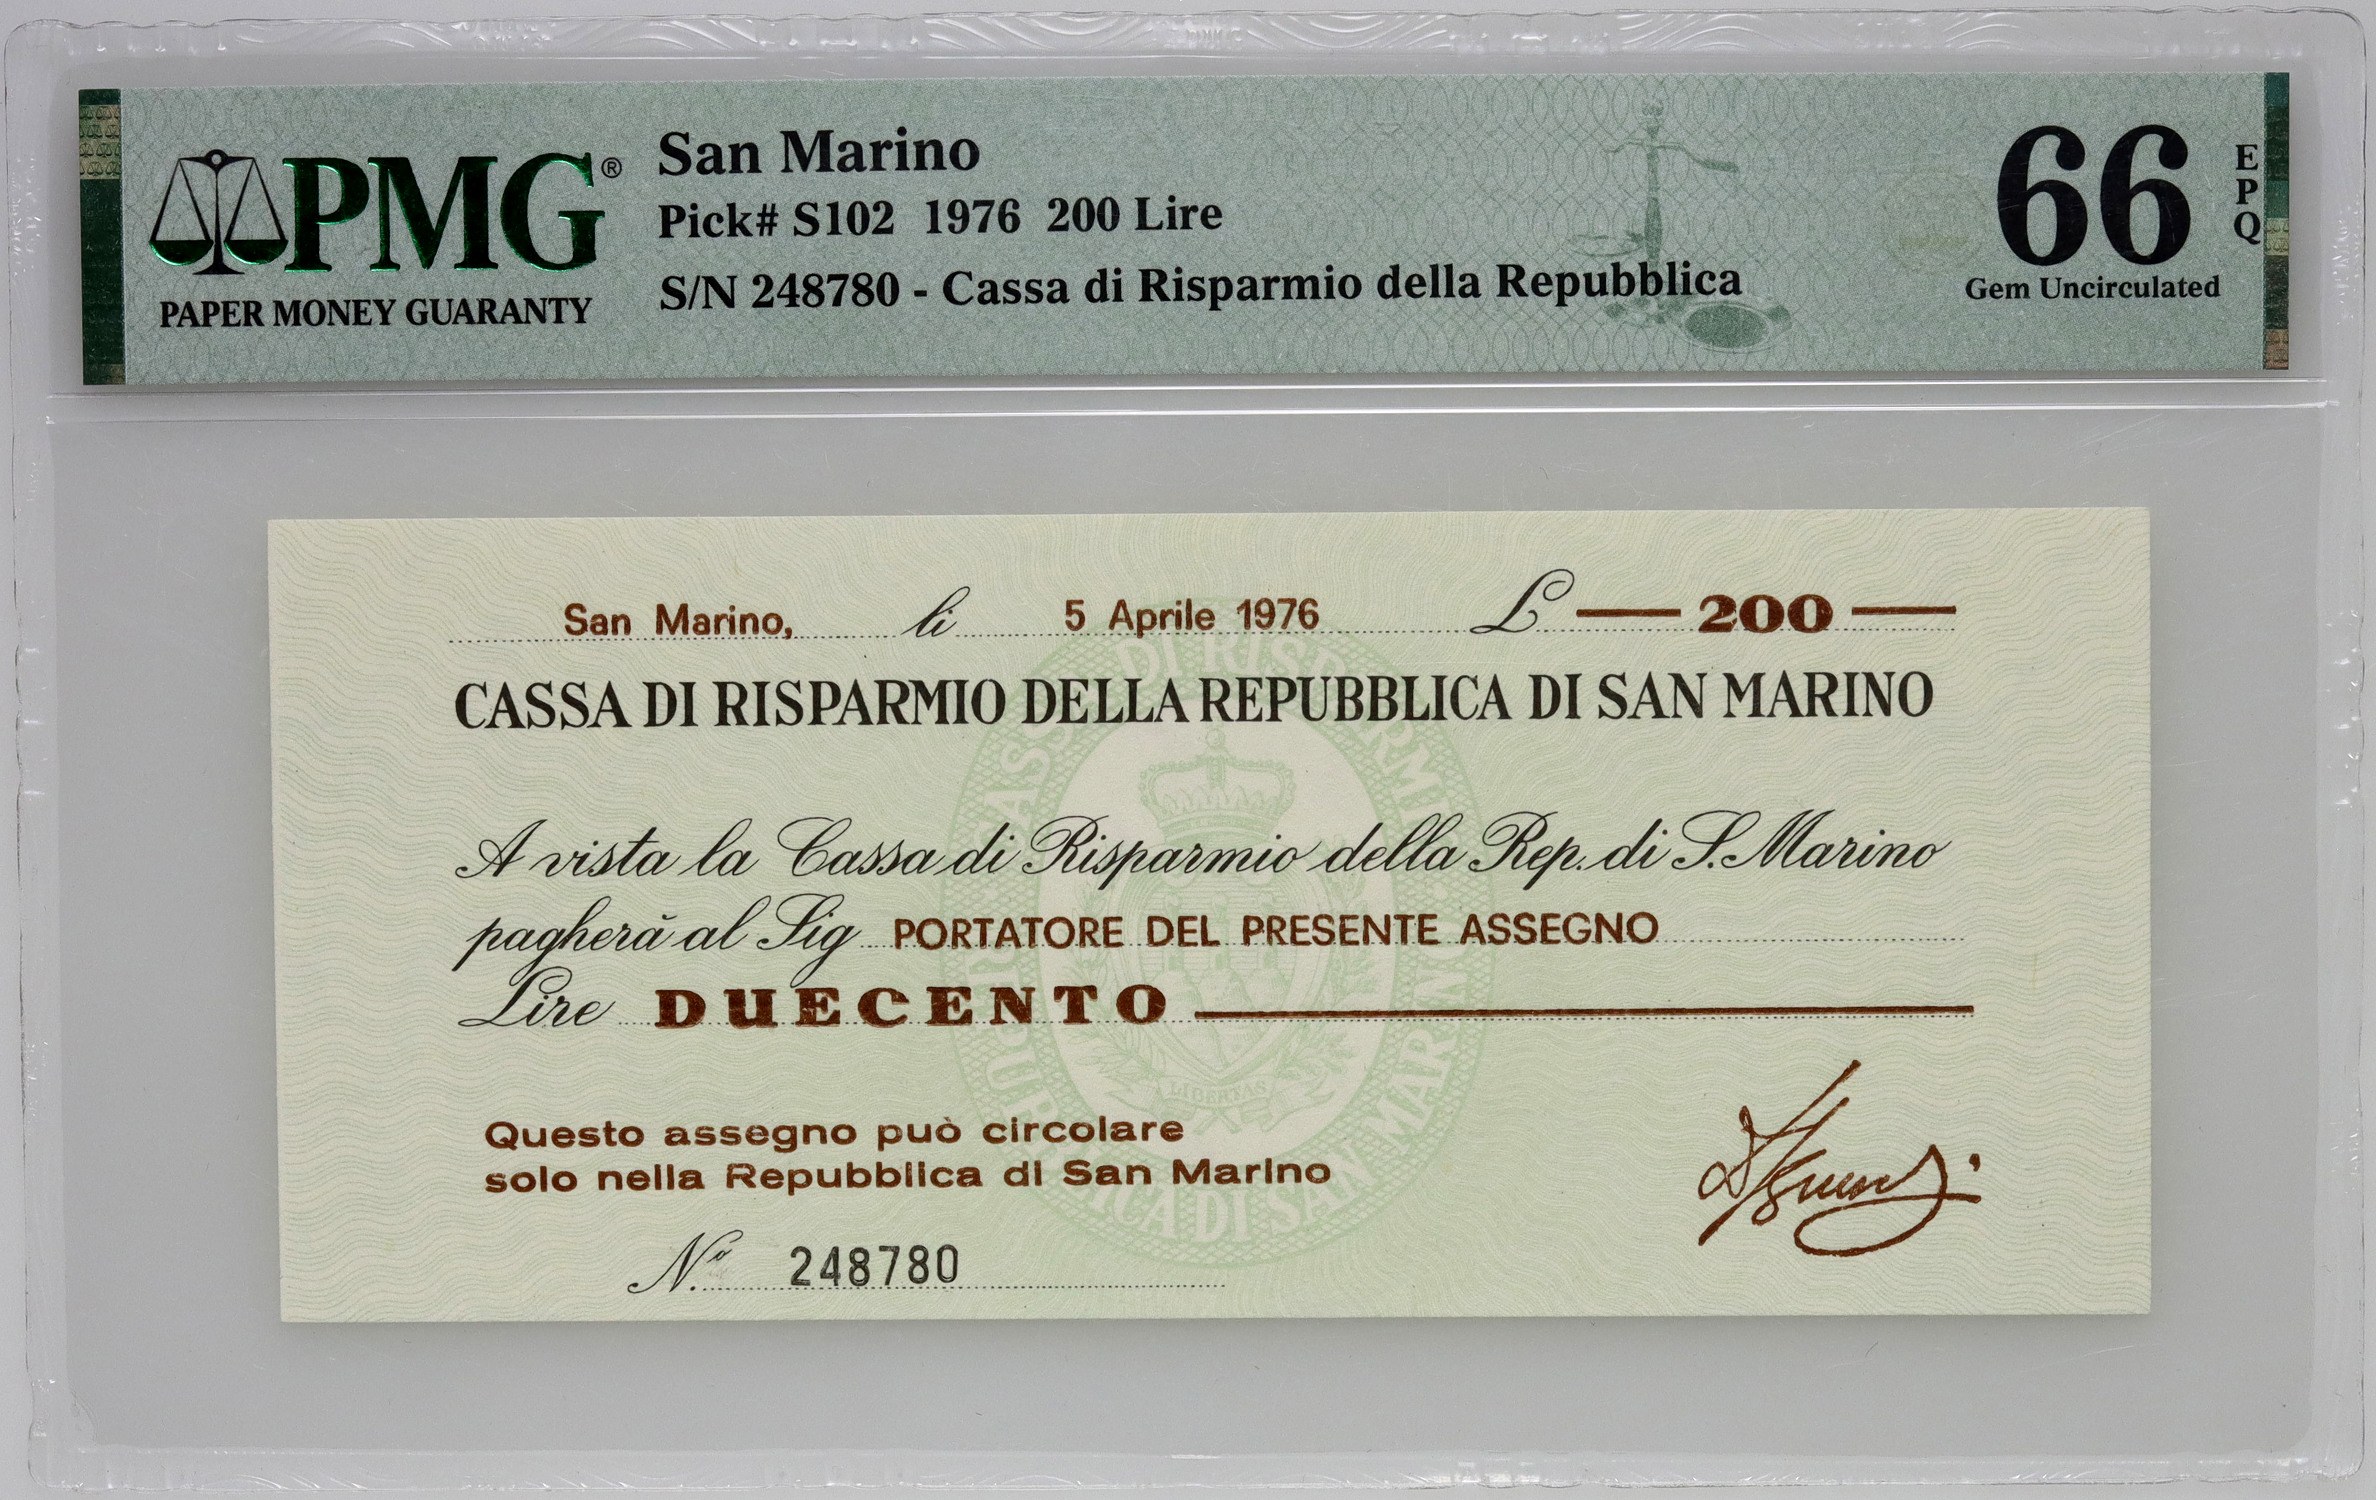 PMG®
PAPER MONEY GUARANTY
San Marino
Pick# S102 1976 200 Lire
S/N 248780 - Cassa di Risparmio della Repubblica
66 EPQ
Gem Uncirculated
San Marino, li 5 Aprile 1976 £ — 200 —
CASSA DI RISPARMIO DELLA REPUBBLICA DI SAN MARINO
A vista la Cassa di Risparmio della Rep. di S. Marino
pagherà al Sig PORTATORE DEL PRESENTE ASSEGNO
Lire DUECENTO
LIBERTAS
Questo assegno può circolare
solo nella Repubblica di San Marino
N.º 248780